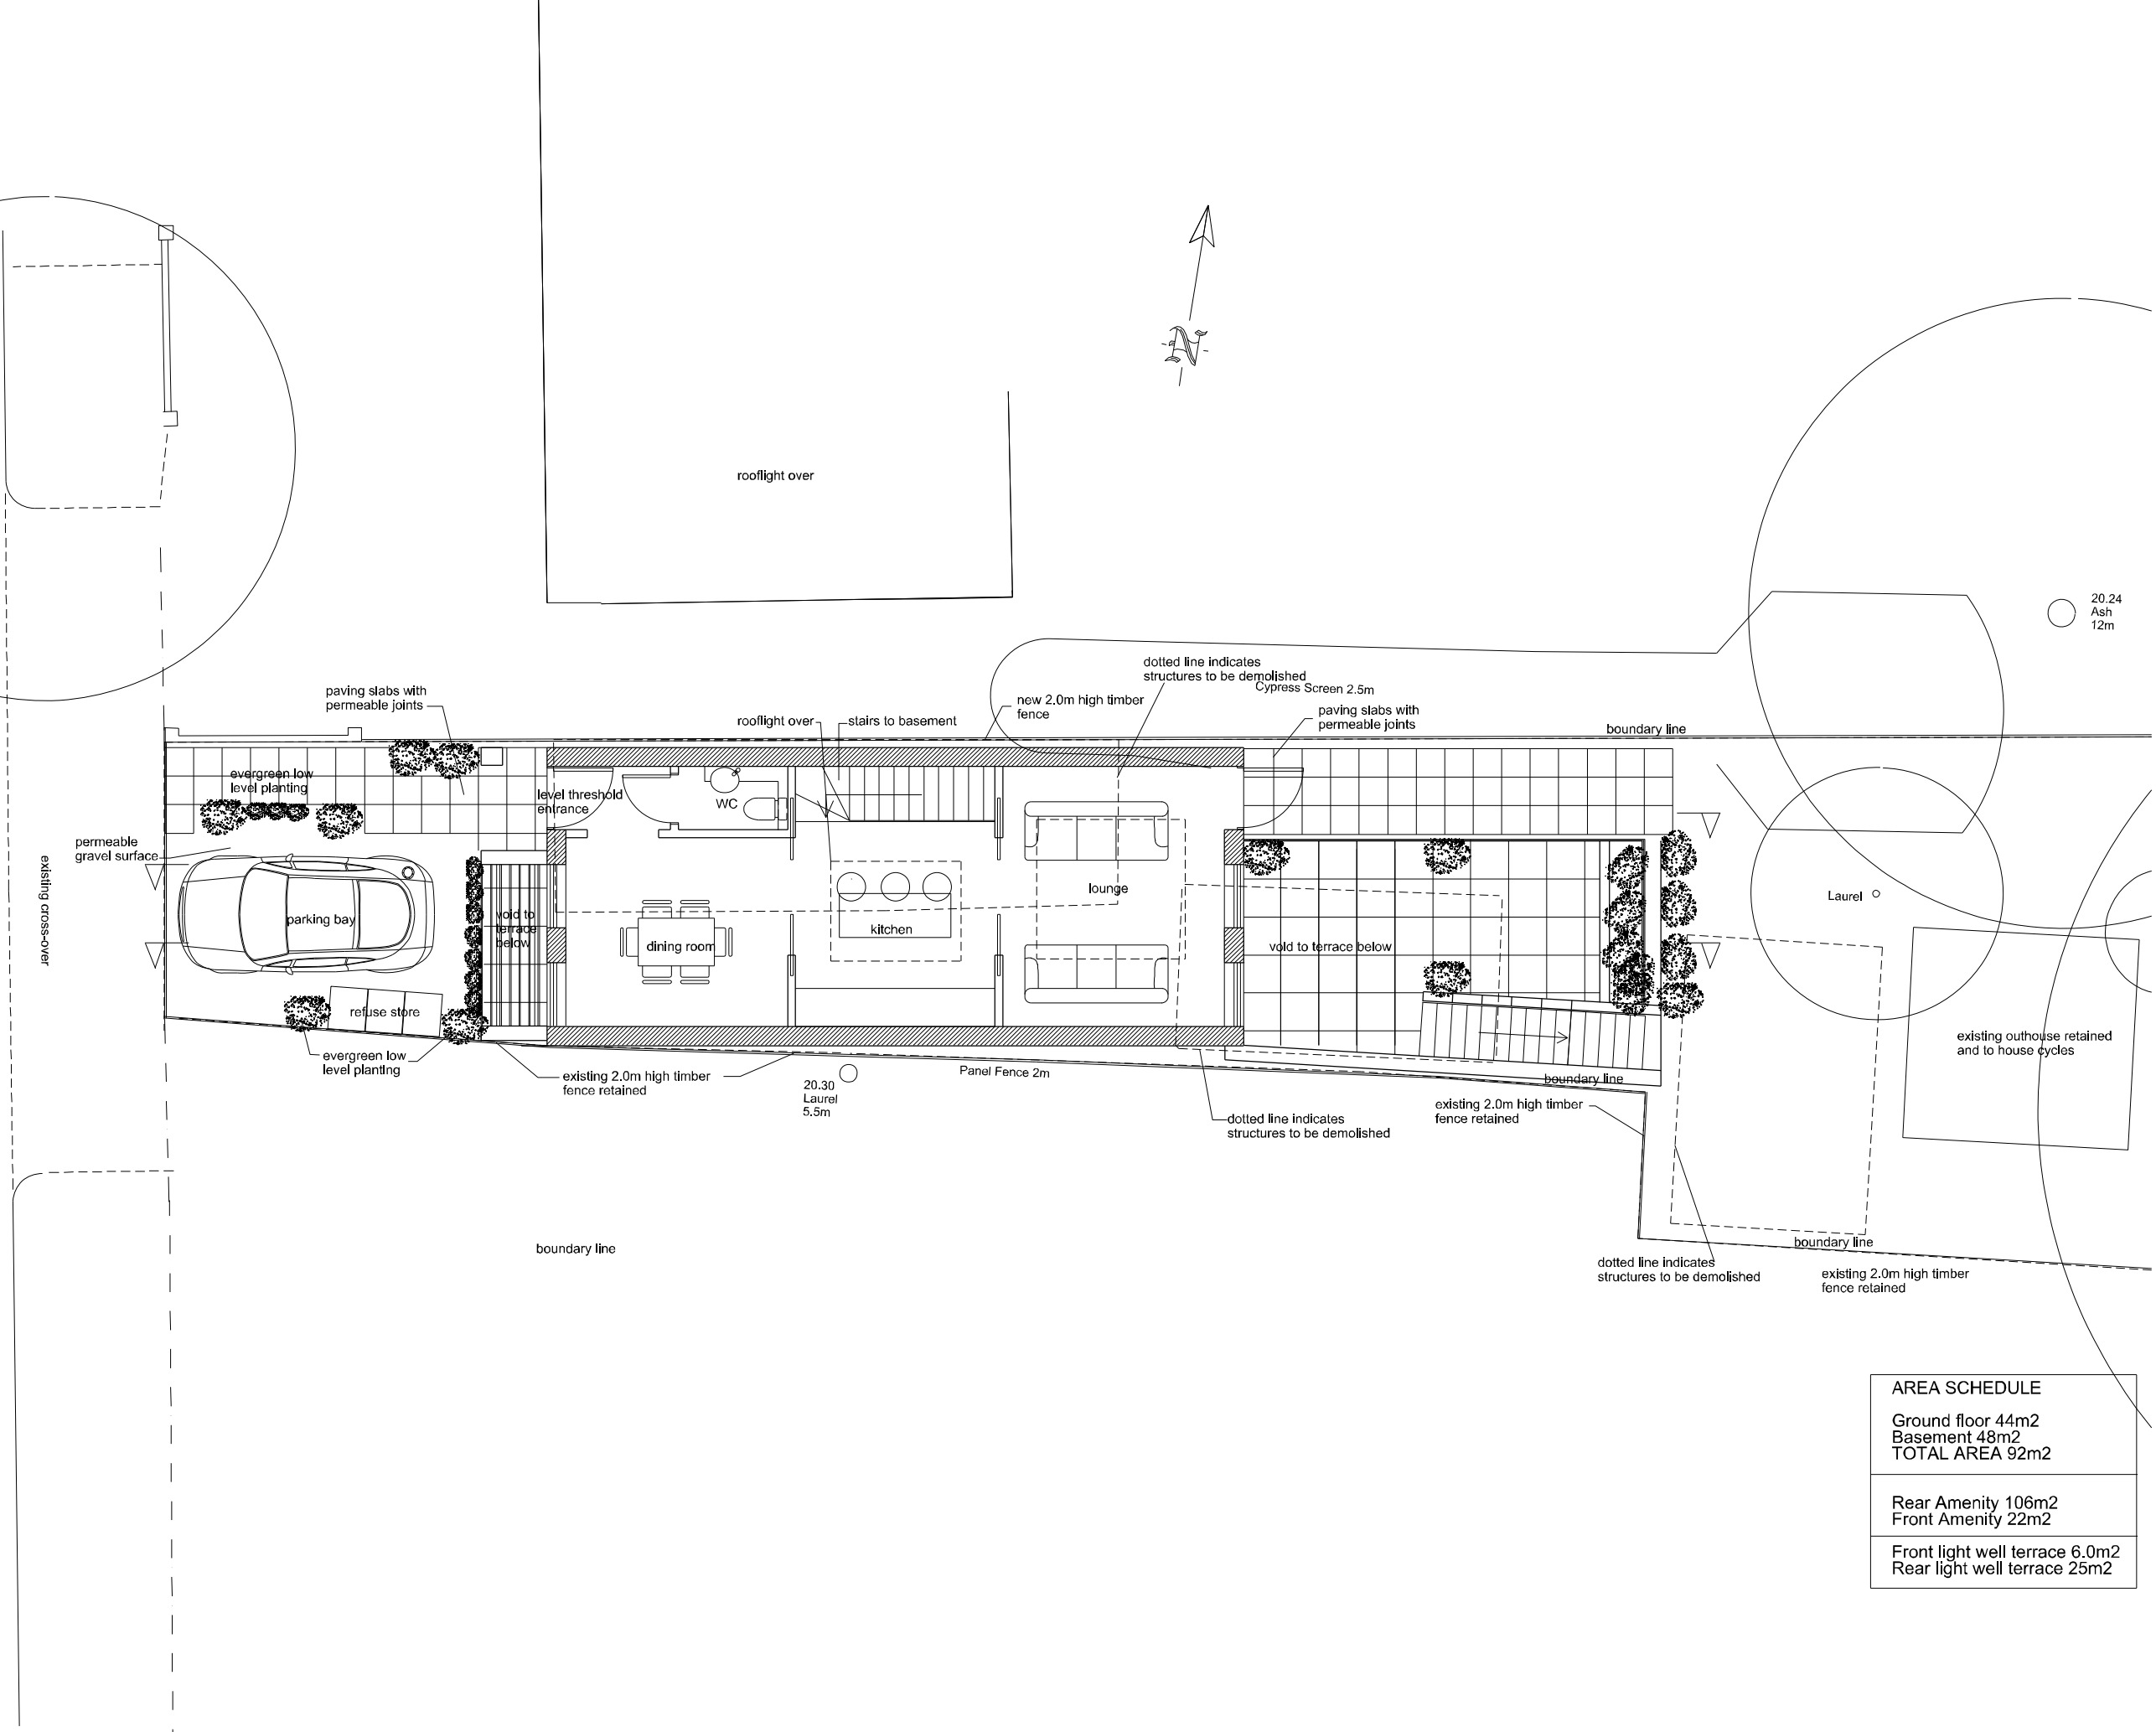 N
rooflight over
20.24
Ash
12m
dotted line indicates
structures to be demolished
Cypress Screen 2.5m
paving slabs with
permeable joints
new 2.0m high timber
fence
rooflight over
stairs to basement
paving slabs with
permeable joints
boundary line
evergreen low
level planting
level threshold
entrance
WC
permeable
gravel surface
existing cross-over
parking bay
void to
terrace
below
dining room
kitchen
lounge
void to terrace below
Laurel
refuse store
evergreen low
level planting
existing 2.0m high timber
fence retained
20.30
Laurel
5.5m
Panel Fence 2m
boundary line
existing outhouse retained
and to house cycles
dotted line indicates
structures to be demolished
existing 2.0m high timber
fence retained
boundary line
boundary line
dotted line indicates
structures to be demolished
existing 2.0m high timber
fence retained
AREA SCHEDULE
Ground floor 44m2
Basement 48m2
TOTAL AREA 92m2
Rear Amenity 106m2
Front Amenity 22m2
Front light well terrace 6.0m2
Rear light well terrace 25m2